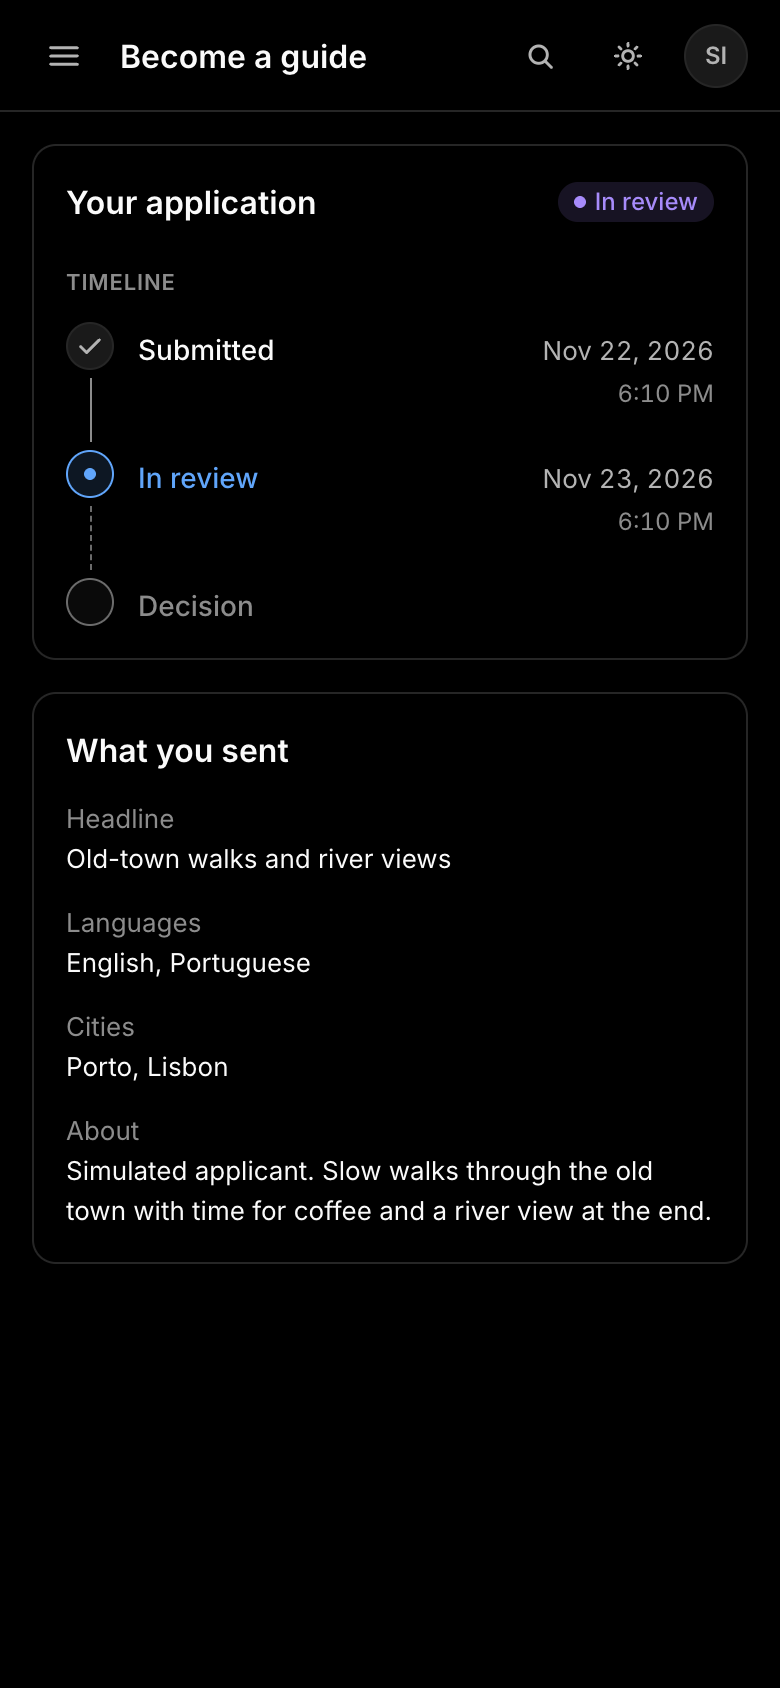 Become a guide
SI
Your application
In review
TIMELINE
Submitted
Nov 22, 2026
6:10 PM
In review
Nov 23, 2026
6:10 PM
Decision
What you sent
Headline
Old-town walks and river views
Languages
English, Portuguese
Cities
Porto, Lisbon
About
Simulated applicant. Slow walks through the old
town with time for coffee and a river view at the end.